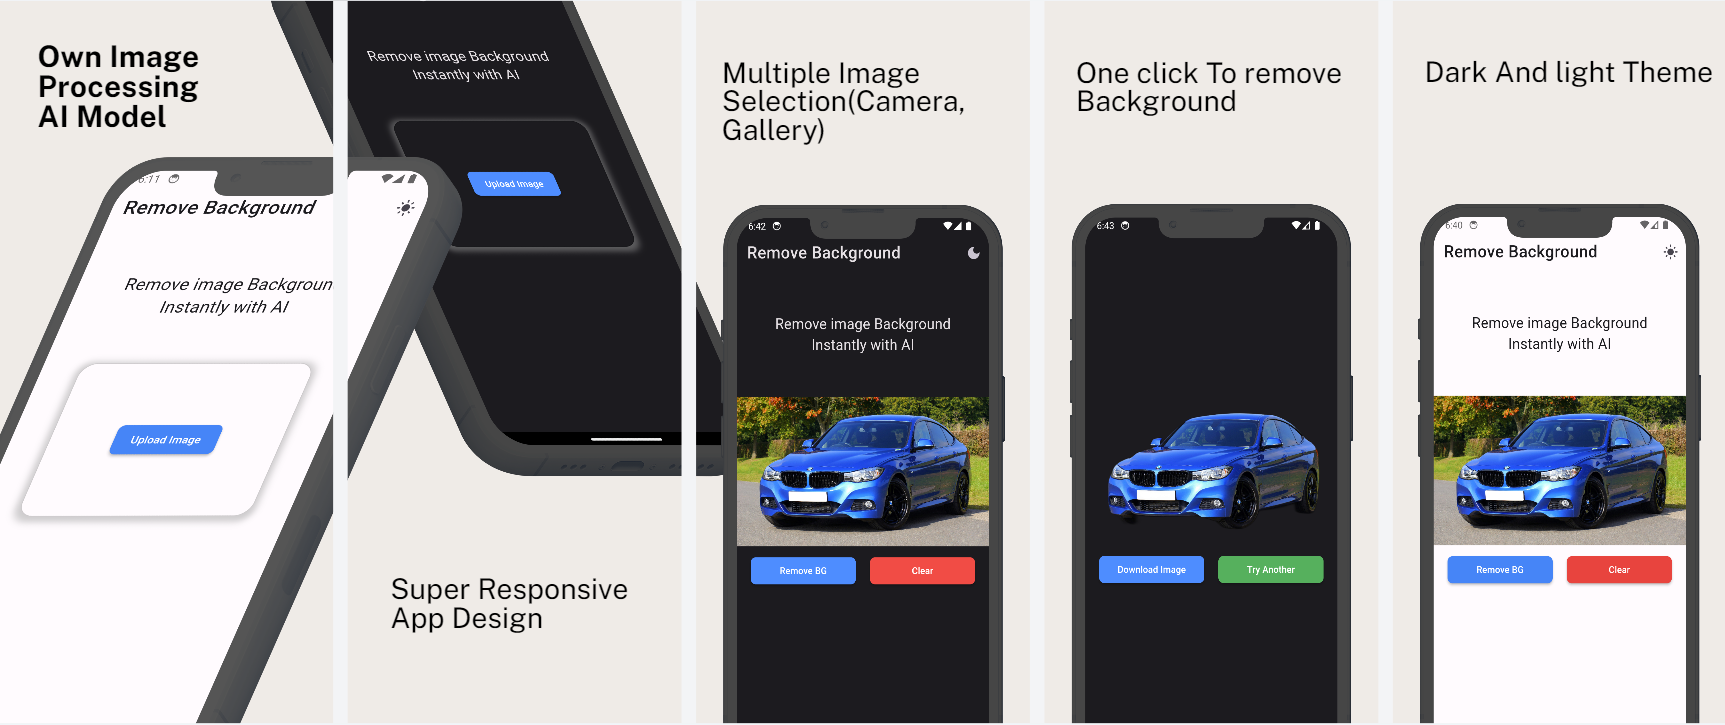 Own Image
Processing
AI Model
6:11
Remove Background
Remove image Backgroun
Instantly with AI
Upload Image
Remove image Background
Instantly with AI
Upload Image
Super Responsive
App Design
Multiple Image
Selection(Camera,
Gallery)
6:42
Remove Background
Remove image Background
Instantly with AI
Remove BG
Clear
One click To remove
Background
6:43
Download Image
Try Another
Dark And light Theme
6:40
Remove Background
Remove image Background
Instantly with AI
Remove BG
Clear